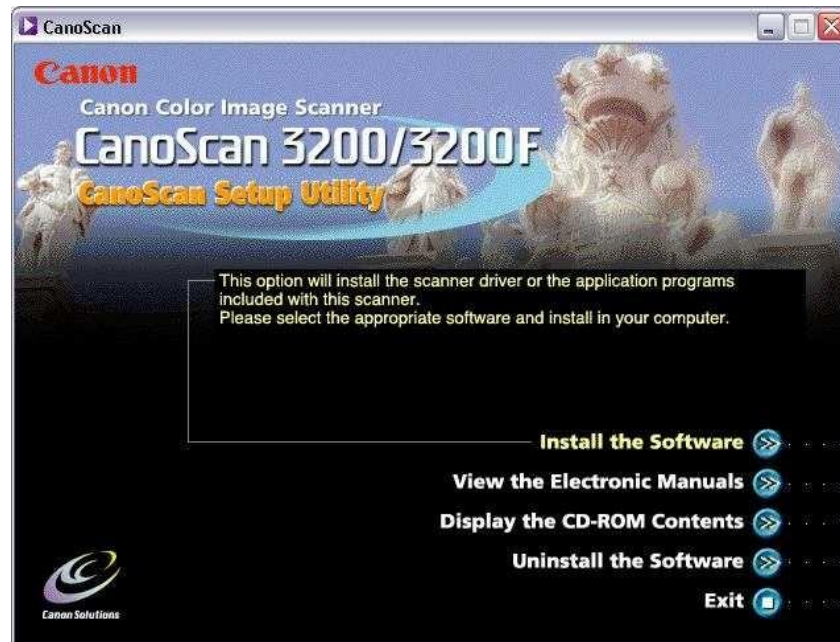 CanoScan
Canon
Canon Color Image Scanner
CanoScan 3200/3200F
CanoScan Setup Utility
This option will install the scanner driver or the application programs
included with this scanner.
Please select the appropriate software and install in your computer.
Install the Software
View the Electronic Manuals
Display the CD-ROM Contents
Uninstall the Software
Exit
Canon Solutions